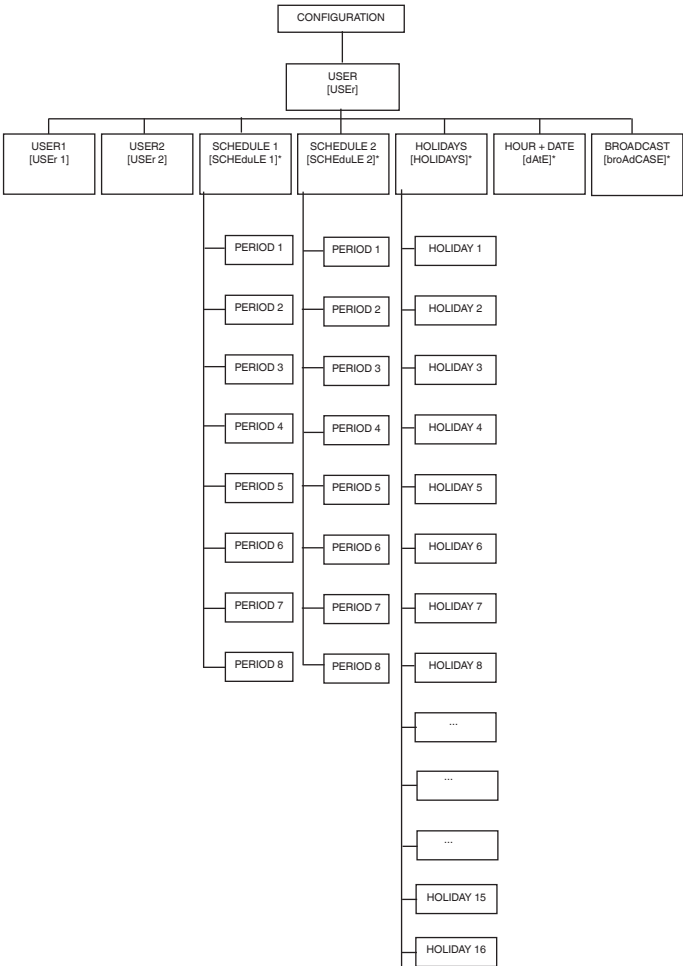 CONFIGURATION
USER
[USEr]
USER1
[USEr 1]
USER2
[USEr 2]
SCHEDULE 1
[SCHEduLE 1]*
SCHEDULE 2
[SCHEduLE 2]*
HOLIDAYS
[HOLIDAYS]*
HOUR + DATE
[dAtE]*
BROADCAST
[broAdCASE]*
PERIOD 1
PERIOD 2
PERIOD 3
PERIOD 4
PERIOD 5
PERIOD 6
PERIOD 7
PERIOD 8
PERIOD 1
PERIOD 2
PERIOD 3
PERIOD 4
PERIOD 5
PERIOD 6
PERIOD 7
PERIOD 8
HOLIDAY 1
HOLIDAY 2
HOLIDAY 3
HOLIDAY 4
HOLIDAY 5
HOLIDAY 6
HOLIDAY 7
HOLIDAY 8
...
...
...
HOLIDAY 15
HOLIDAY 16